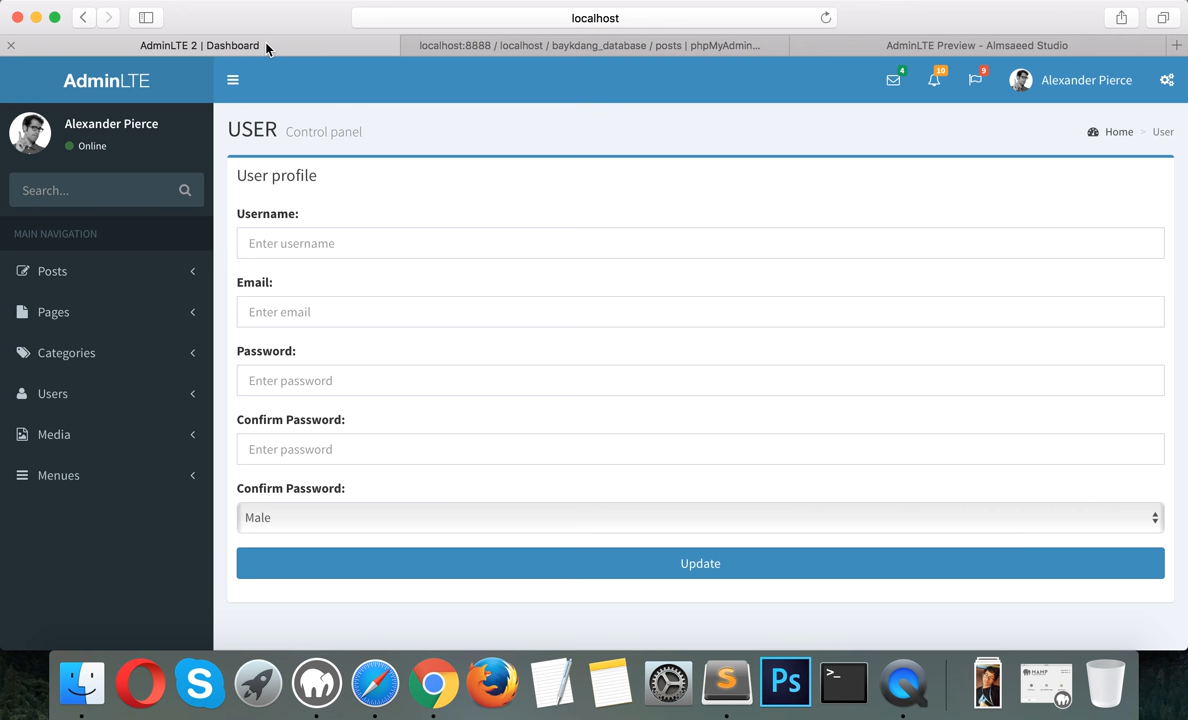 localhost
AdminLTE 2 | Dashboard
localhost:8888 / localhost / baykdang_database / posts | phpMyAdmin...
AdminLTE Preview - Almsaeed Studio
AdminLTE
4
10
9
Alexander Pierce
Alexander Pierce
Online
Search...
MAIN NAVIGATION
Posts
Pages
Categories
Users
Media
Menues
USER Control panel
Home > User
User profile
Username:
Enter username
Email:
Enter email
Password:
Enter password
Confirm Password:
Enter password
Confirm Password:
Male
Update
S
S
Ps
>_
MAMP